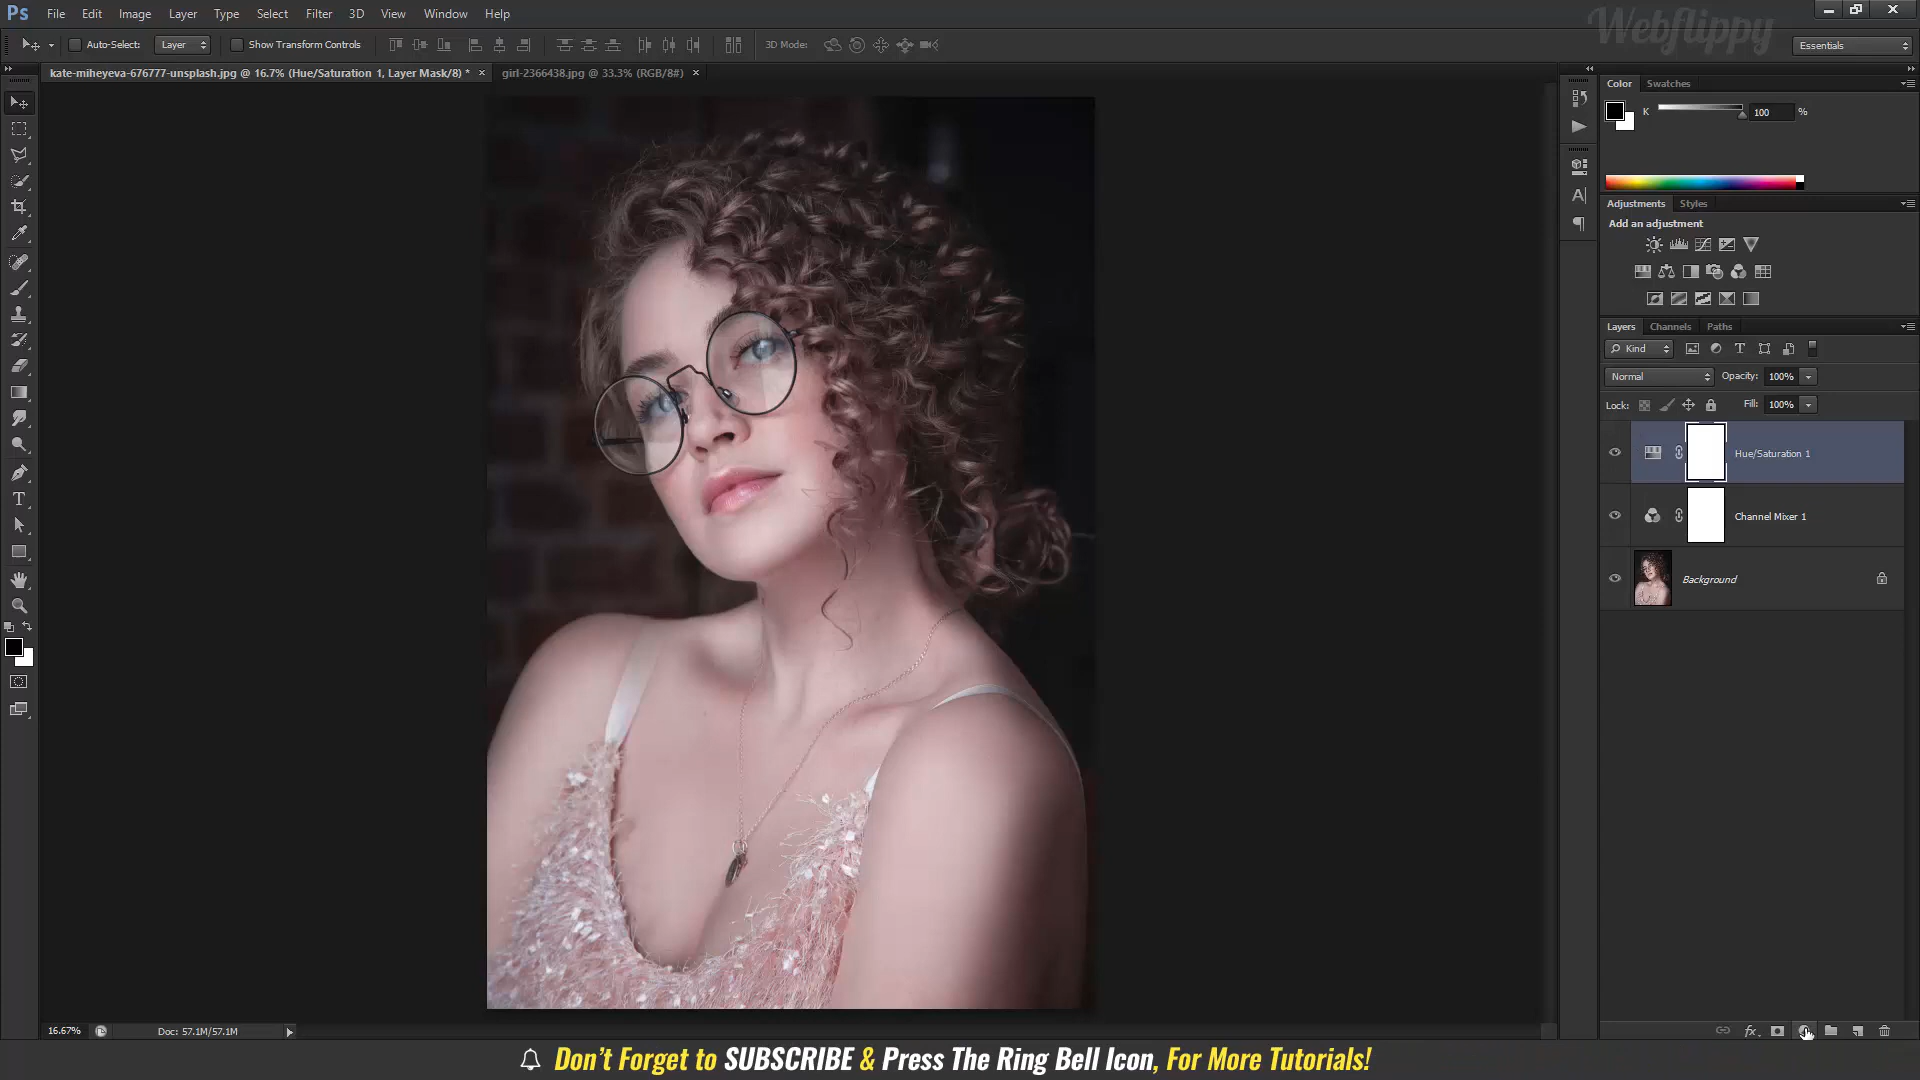 Ps File Edit Image Layer Type Select Filter 3D View Window Help
Webflippy
Auto-Select: Layer Show Transform Controls 3D Mode: Essentials
kate-miheyeva-676777-unsplash.jpg @ 16.7% (Hue/Saturation 1, Layer Mask/8) * × girl-2366438.jpg @ 33.3% (RGB/8#) ×
Color Swatches
K 100 %
Adjustments Styles
Add an adjustment
Layers Channels Paths
Kind
Normal Opacity: 100%
Lock: Fill: 100%
Hue/Saturation 1
Channel Mixer 1
Background
16.67% Doc: 57.1M/57.1M
Don't Forget to SUBSCRIBE & Press The Ring Bell Icon, For More Tutorials!